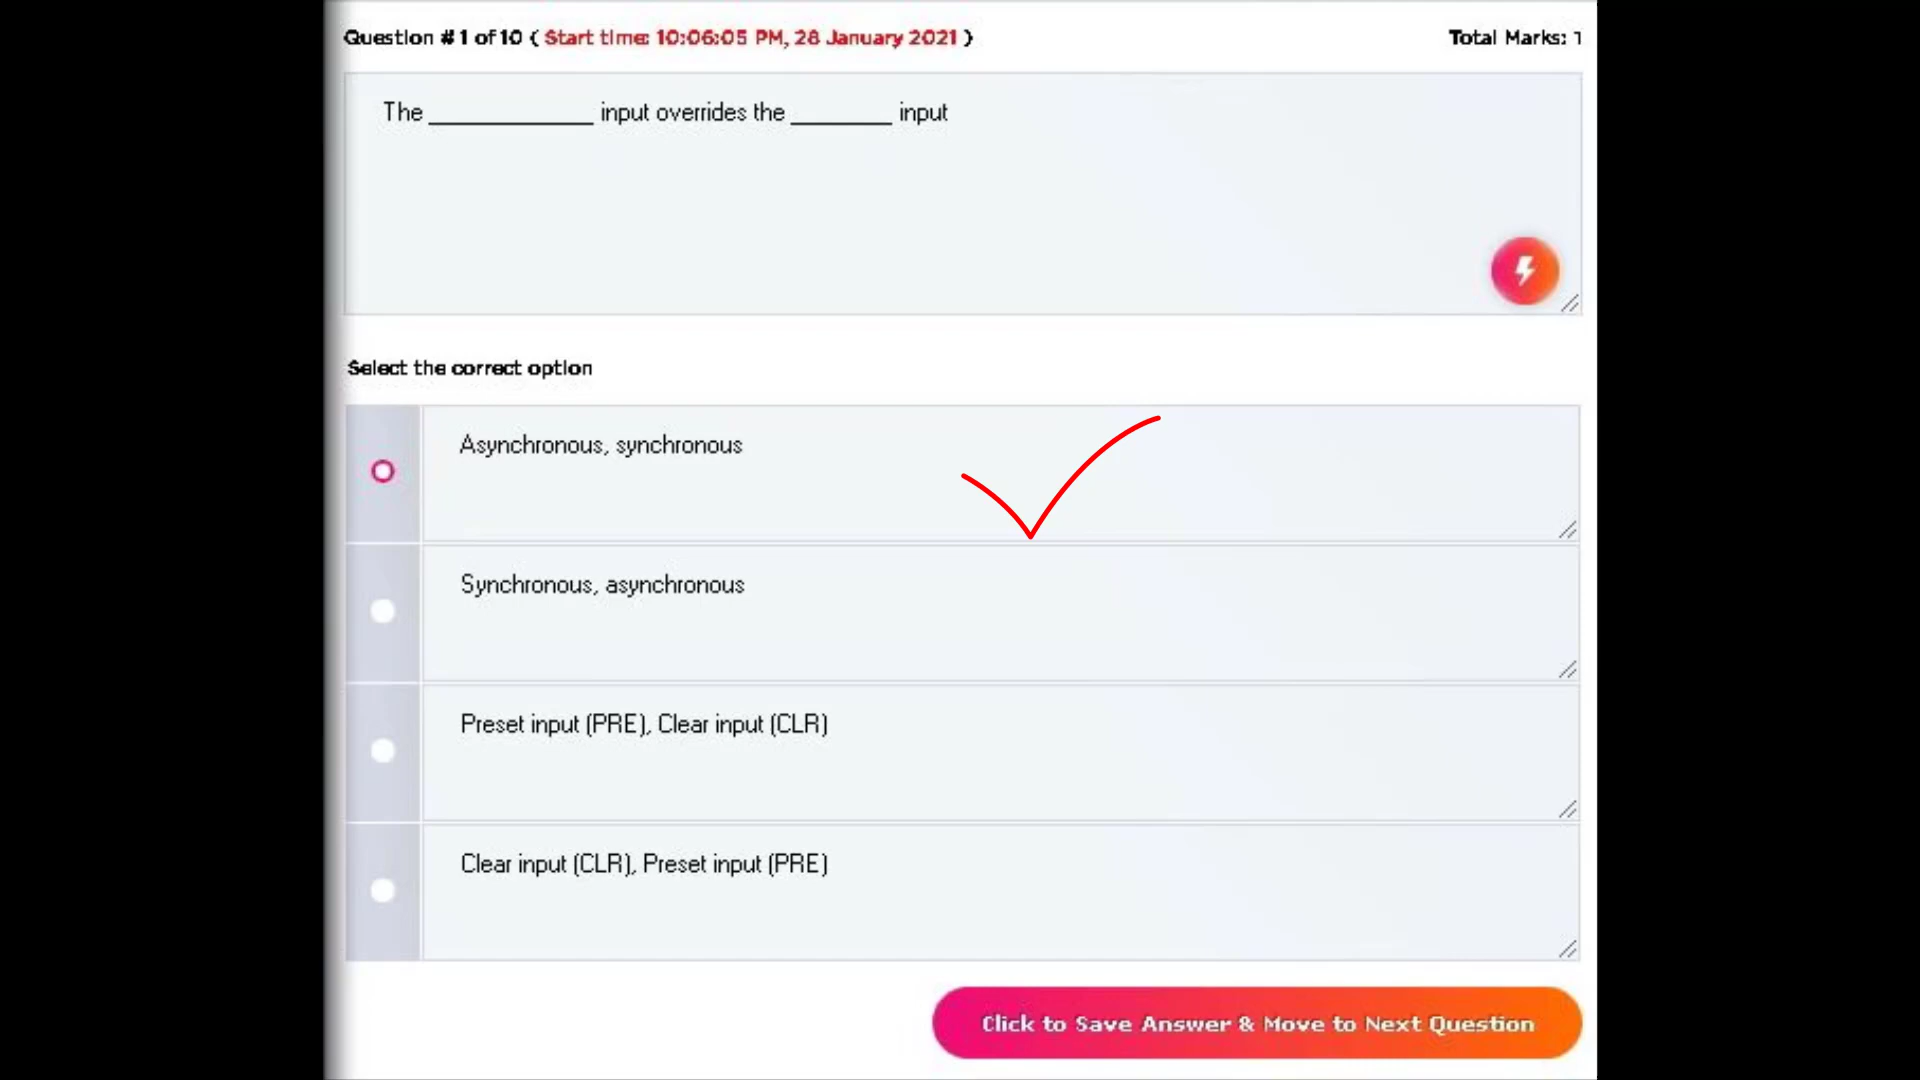 Question # 1 of 10 ( Start time: 10:06:05 PM, 28 January 2021 )
Total Marks: 1
The _____________ input overrides the ________ input
Select the correct option
Asynchronous, synchronous
Synchronous, asynchronous
Preset input (PRE), Clear input (CLR)
Clear input (CLR), Preset input (PRE)
Click to Save Answer & Move to Next Question